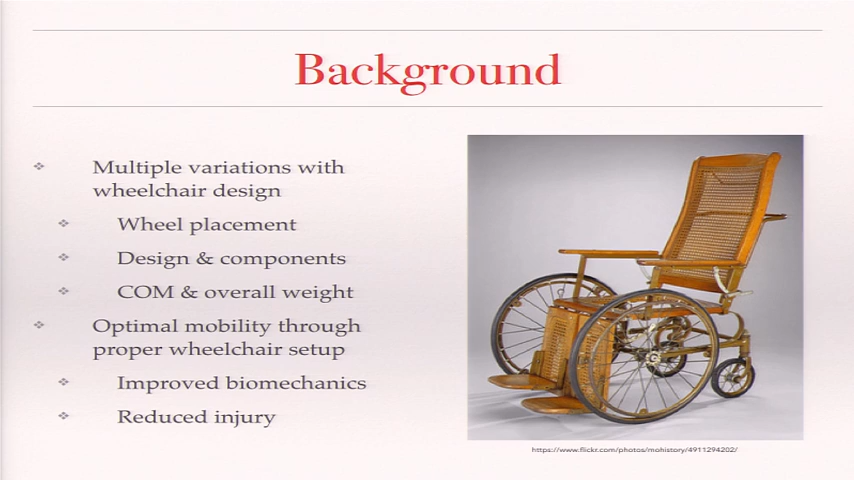 Background
Multiple variations with
wheelchair design
Wheel placement
Design & components
COM & overall weight
Optimal mobility through
proper wheelchair setup
Improved biomechanics
Reduced injury
https://www.flickr.com/photos/mohistory/4911294202/